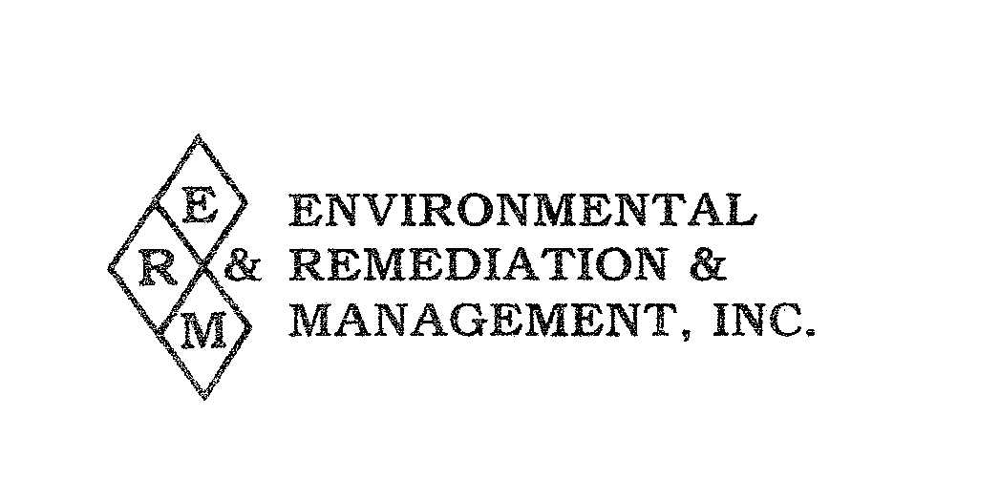 E
R &
M
ENVIRONMENTAL
REMEDIATION &
MANAGEMENT, INC.